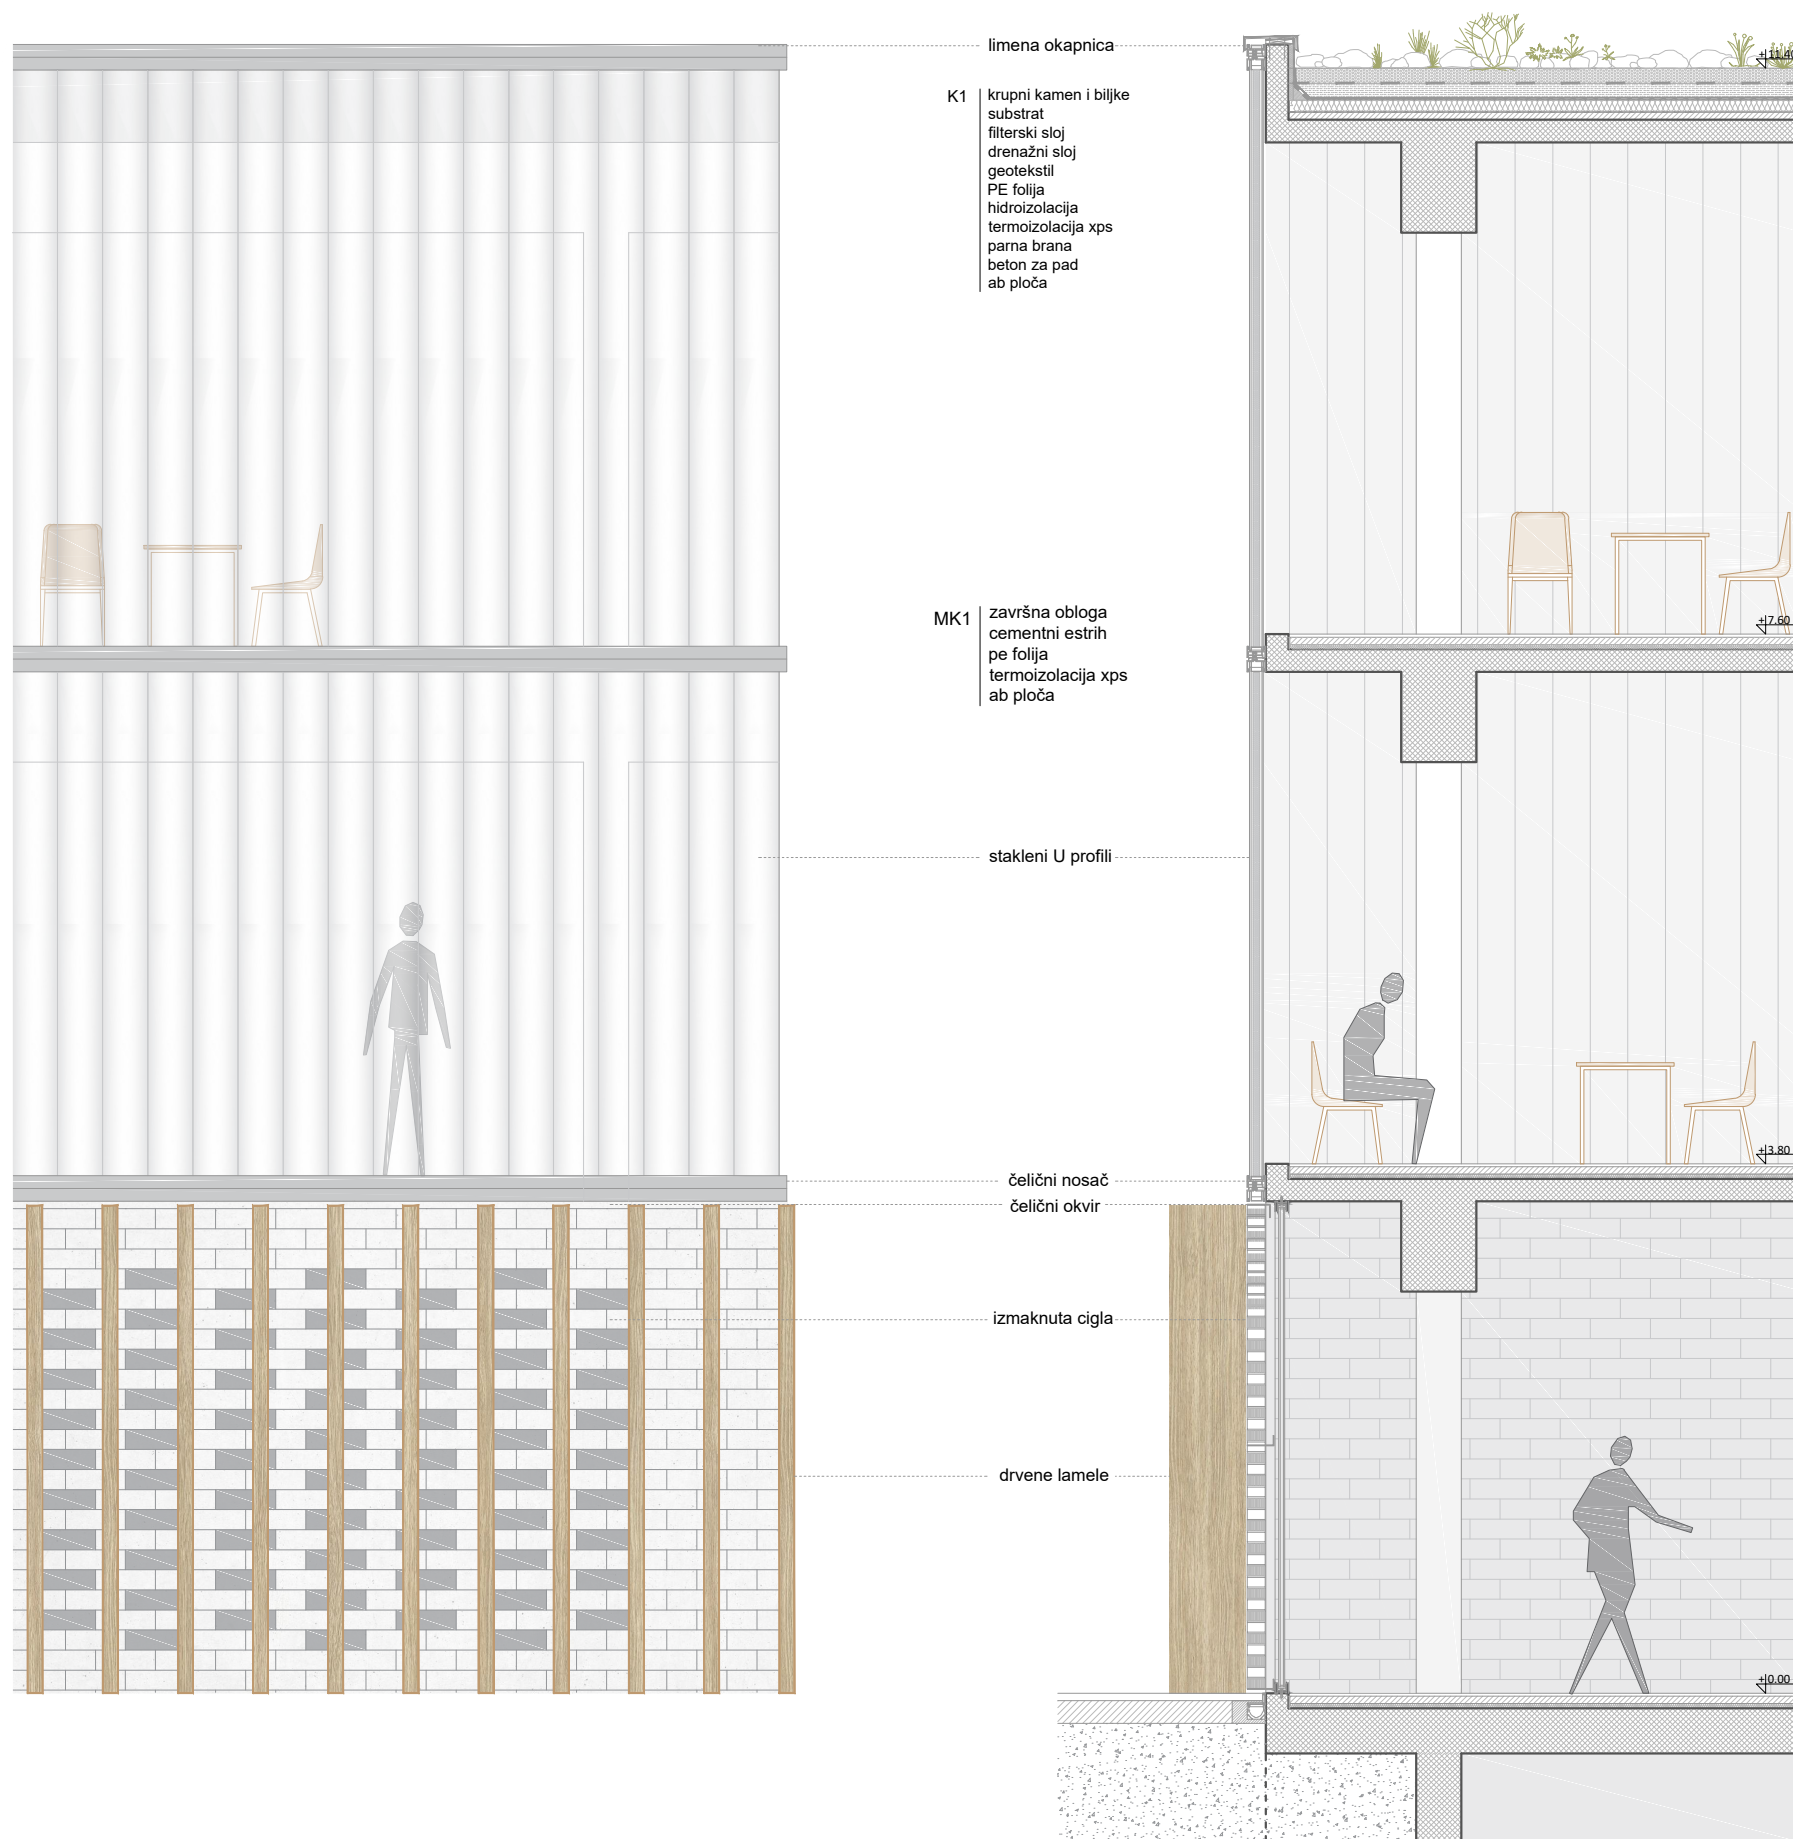 limena okapnica
+11.40
K1
krupni kamen i biljke
substrat
filterski sloj
drenažni sloj
geotekstil
PE folija
hidroizolacija
termoizolacija xps
parna brana
beton za pad
ab ploča
MK1
završna obloga
cementni estrih
pe folija
termoizolacija xps
ab ploča
+7.60
stakleni U profili
+3.80
čelični nosač
čelični okvir
izmaknuta cigla
drvene lamele
+0.00